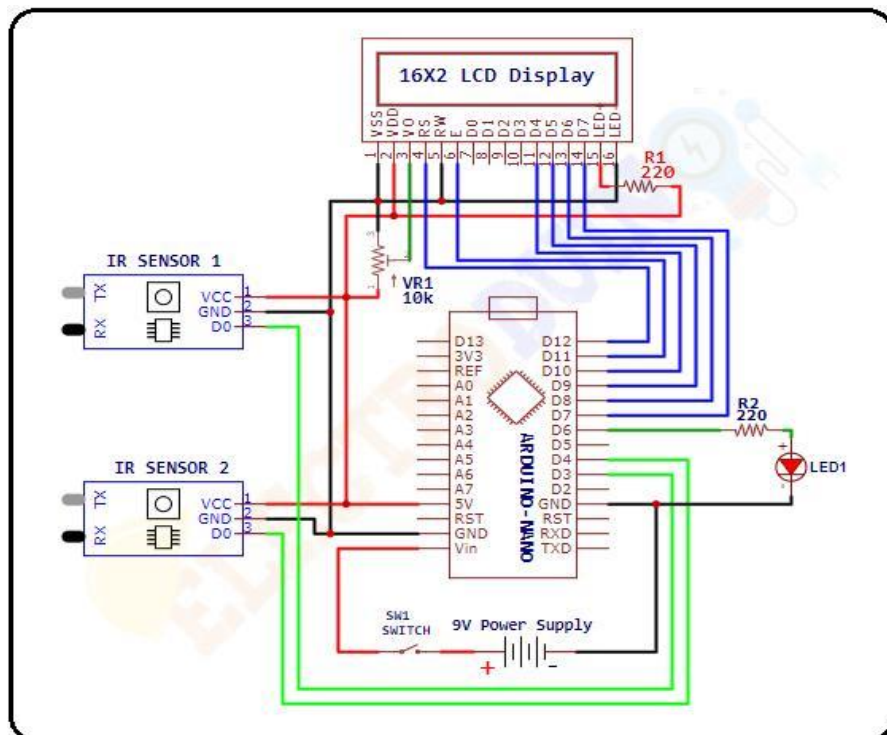 16X2 LCD Display
VSS VDD VO RS RW E D0 D1 D2 D3 D4 D5 D6 D7 LED+ LED-
1 2 3 4 5 6 7 8 9 10 11 12 13 14 15 16
R1
220
IR SENSOR 1
TX
RX
VCC 1
GND 2
D0 3
3
2
1
VR1
10k
D13 D12
3V3 D11
REF D10
A0 D9
A1 D8
A2 D7
A3 D6
A4 D5
A5 D4
A6 D3
A7 D2
5V GND
RST RST
GND RXD
Vin TXD
ARDUINO-NANO
R2
220
+
LED1
-
IR SENSOR 2
TX
RX
VCC 1
GND 2
D0 3
SW1
SWITCH
9V Power Supply
+ -